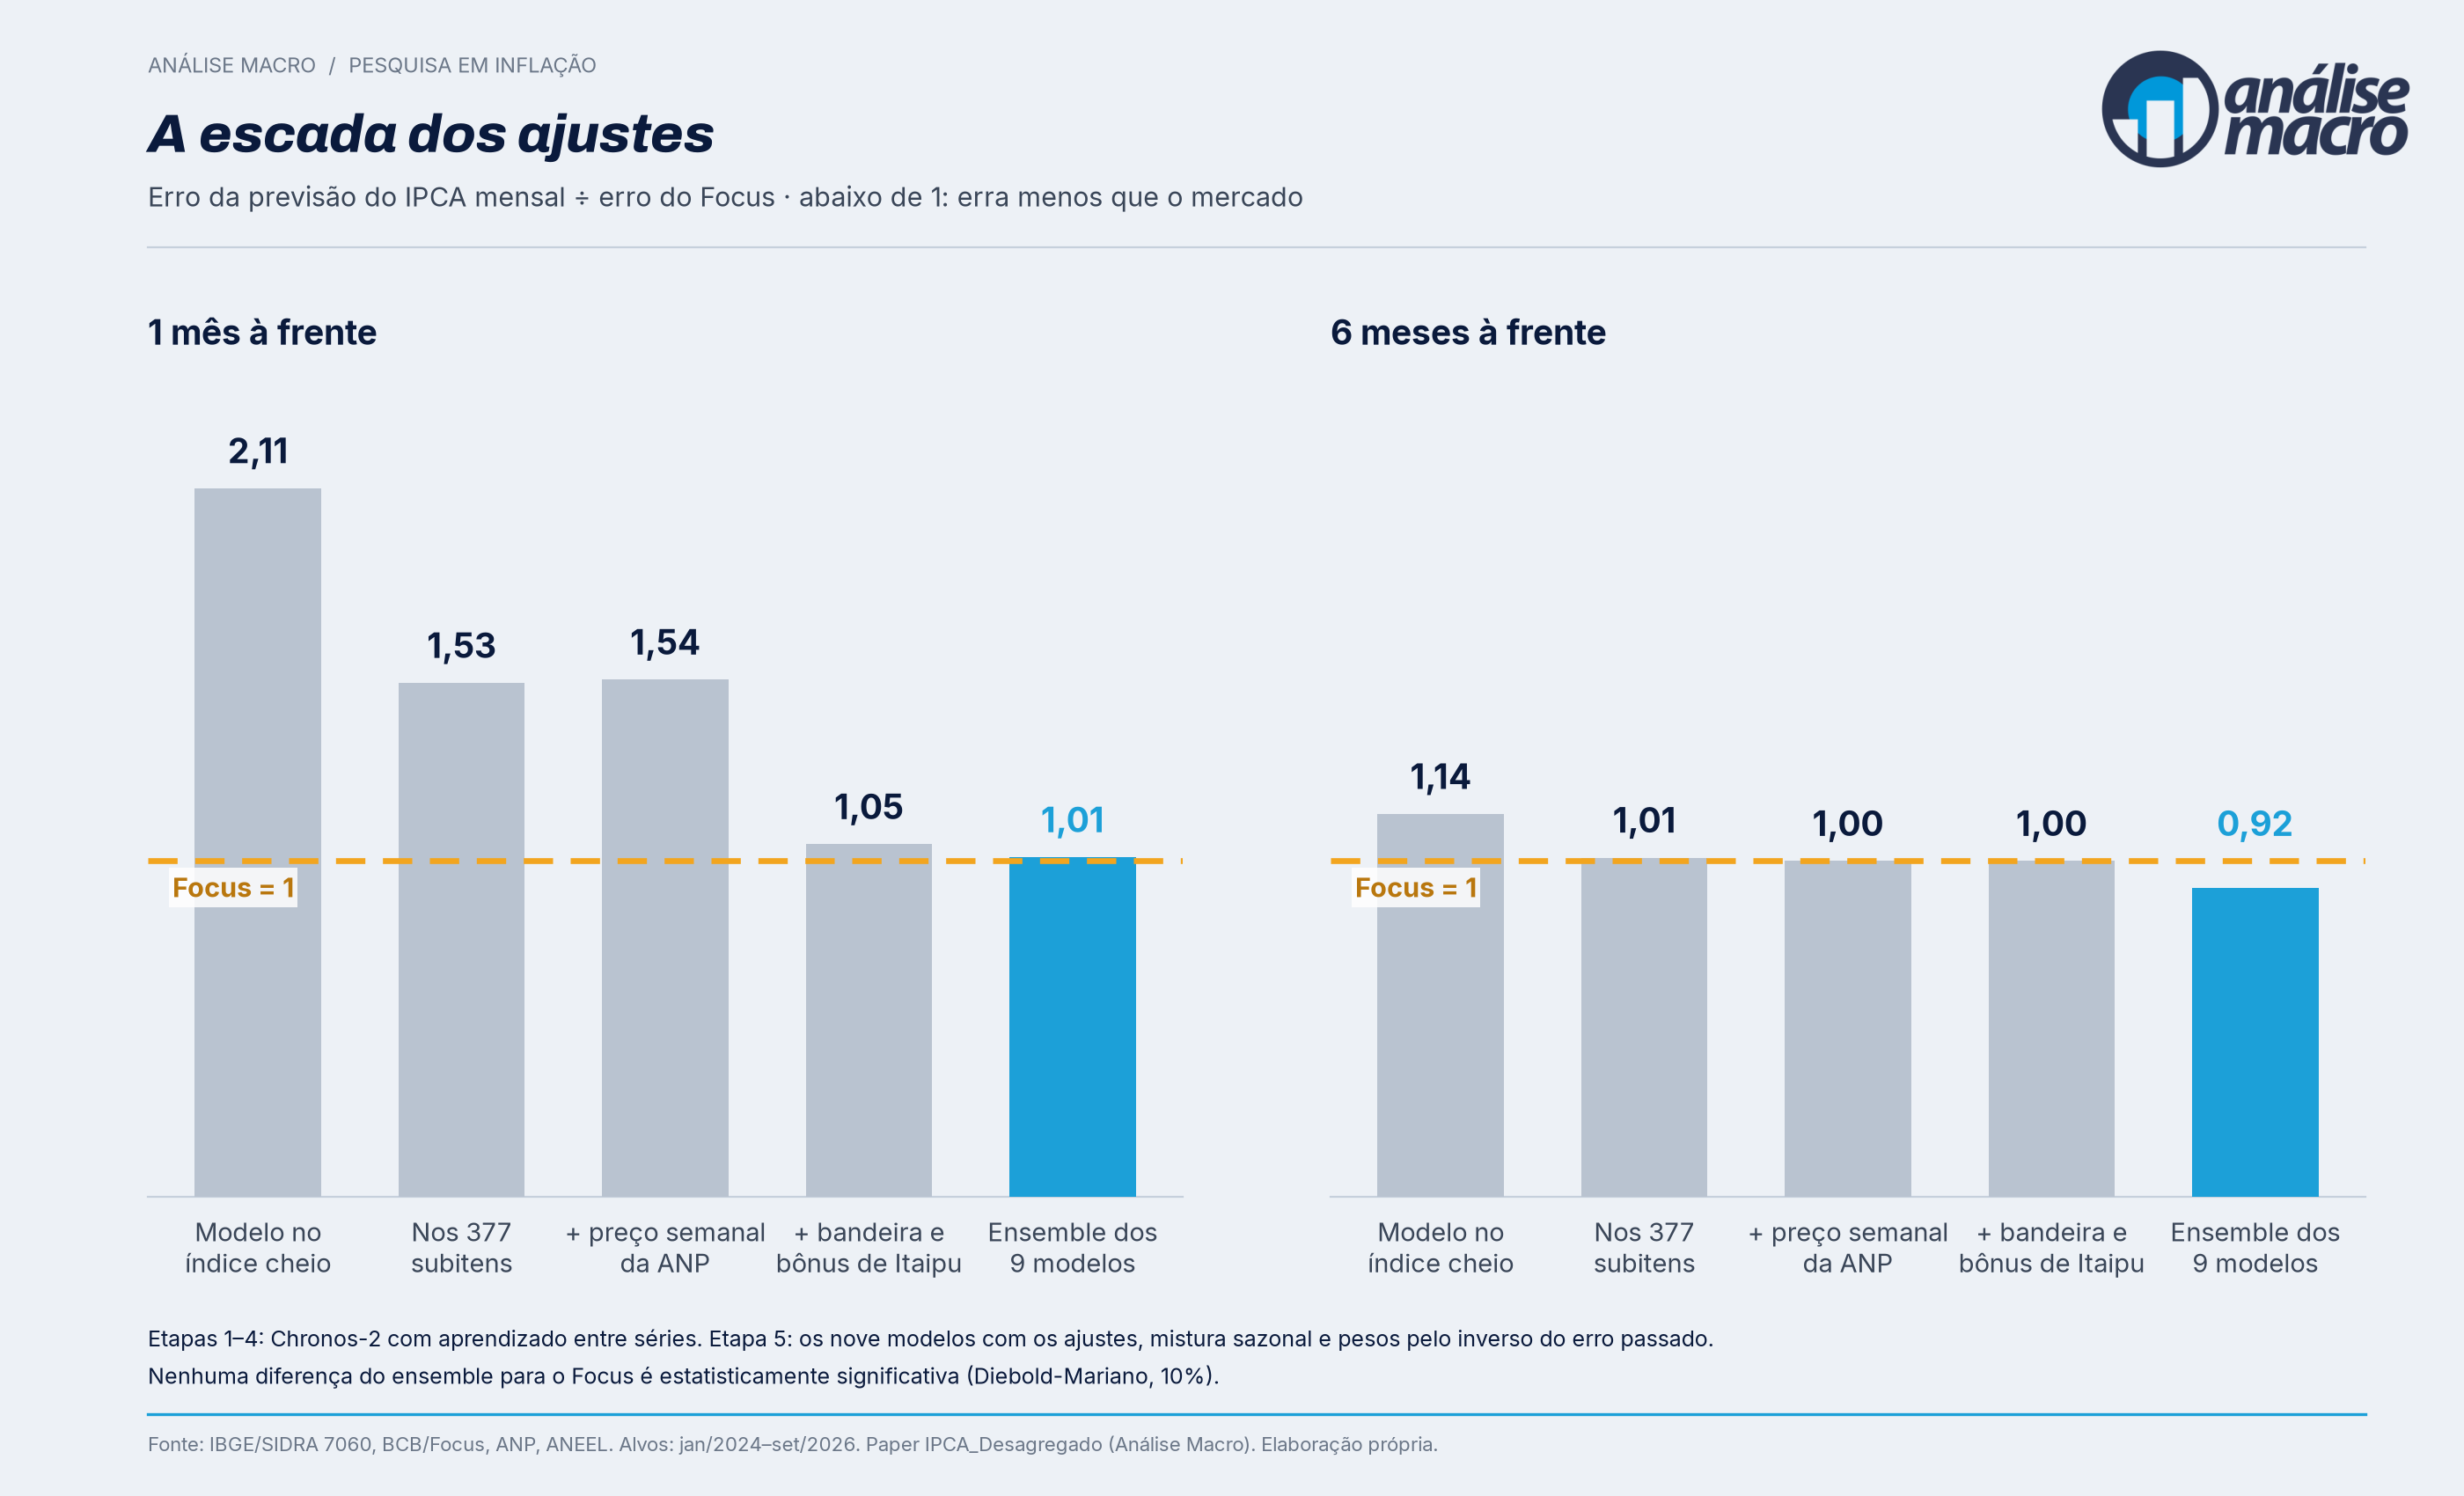 ANÁLISE MACRO / PESQUISA EM INFLAÇÃO
análise
macro
A escada dos ajustes
Erro da previsão do IPCA mensal ÷ erro do Focus · abaixo de 1: erra menos que o mercado
1 mês à frente
2,11
1,53
1,54
1,05
1,01
Focus = 1
Modelo no
índice cheio
Nos 377
subitens
+ preço semanal
da ANP
+ bandeira e
bônus de Itaipu
Ensemble dos
9 modelos
6 meses à frente
1,14
1,01
1,00
1,00
0,92
Focus = 1
Modelo no
índice cheio
Nos 377
subitens
+ preço semanal
da ANP
+ bandeira e
bônus de Itaipu
Ensemble dos
9 modelos
Etapas 1–4: Chronos-2 com aprendizado entre séries. Etapa 5: os nove modelos com os ajustes, mistura sazonal e pesos pelo inverso do erro passado.
Nenhuma diferença do ensemble para o Focus é estatisticamente significativa (Diebold-Mariano, 10%).
Fonte: IBGE/SIDRA 7060, BCB/Focus, ANP, ANEEL. Alvos: jan/2024–set/2026. Paper IPCA_Desagregado (Análise Macro). Elaboração própria.